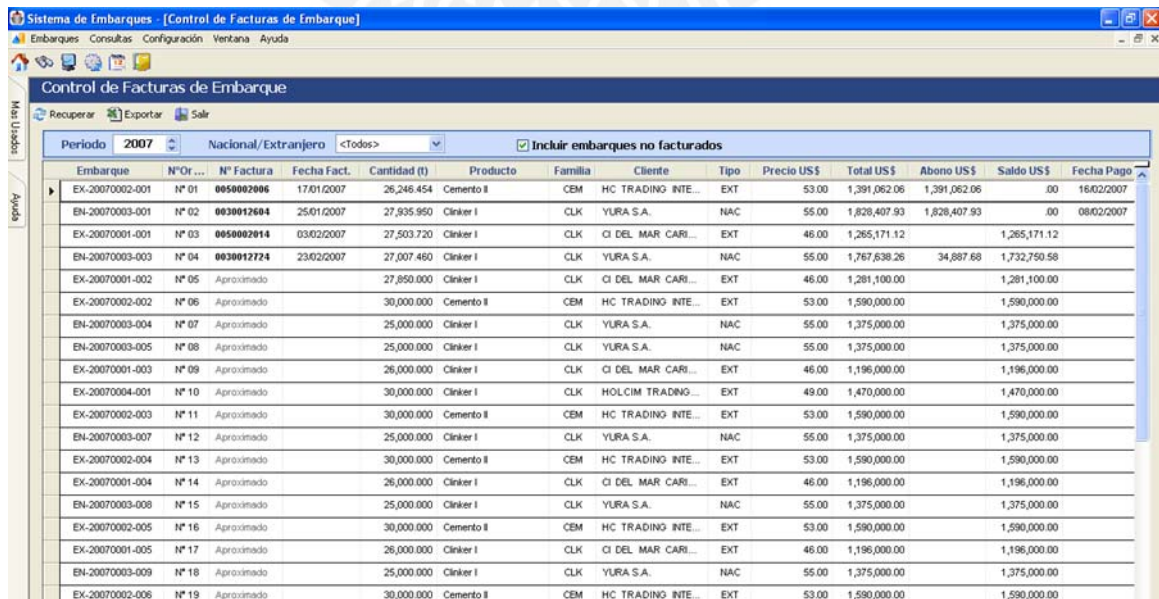 Sistema de Embarques - [Control de Facturas de Embarque]
Embarques Consultas Configuración Ventana Ayuda
Control de Facturas de Embarque
Mas Usados
Ayuda
Recuperar Exportar Salir
Periodo 2007 Nacional/Extranjero <Todos> Incluir embarques no facturados
Embarque NºOr... Nº Factura Fecha Fact. Cantidad (t) Producto Familia Cliente Tipo Precio US$ Total US$ Abono US$ Saldo US$ Fecha Pago
EX-20070002-001 Nº 01 0050002006 17/01/2007 26,246.454 Cemento II CEM HC TRADING INTE... EXT 53.00 1,391,062.06 1,391,062.06 .00 16/02/2007
EN-20070003-001 Nº 02 0030012604 25/01/2007 27,935.950 Clinker I CLK YURA S.A. NAC 55.00 1,828,407.93 1,828,407.93 .00 08/02/2007
EX-20070001-001 Nº 03 0050002014 03/02/2007 27,503.720 Clinker I CLK CI DEL MAR CARI... EXT 46.00 1,265,171.12 1,265,171.12
EN-20070003-003 Nº 04 0030012724 23/02/2007 27,007.460 Clinker I CLK YURA S.A. NAC 55.00 1,767,638.26 34,887.68 1,732,750.58
EX-20070001-002 Nº 05 Aproximado 27,850.000 Clinker I CLK CI DEL MAR CARI... EXT 46.00 1,281,100.00 1,281,100.00
EX-20070002-002 Nº 06 Aproximado 30,000.000 Cemento II CEM HC TRADING INTE... EXT 53.00 1,590,000.00 1,590,000.00
EN-20070003-004 Nº 07 Aproximado 25,000.000 Clinker I CLK YURA S.A. NAC 55.00 1,375,000.00 1,375,000.00
EN-20070003-005 Nº 08 Aproximado 25,000.000 Clinker I CLK YURA S.A. NAC 55.00 1,375,000.00 1,375,000.00
EX-20070001-003 Nº 09 Aproximado 26,000.000 Clinker I CLK CI DEL MAR CARI... EXT 46.00 1,196,000.00 1,196,000.00
EX-20070004-001 Nº 10 Aproximado 30,000.000 Clinker I CLK HOLCIM TRADING... EXT 49.00 1,470,000.00 1,470,000.00
EX-20070002-003 Nº 11 Aproximado 30,000.000 Cemento II CEM HC TRADING INTE... EXT 53.00 1,590,000.00 1,590,000.00
EN-20070003-007 Nº 12 Aproximado 25,000.000 Clinker I CLK YURA S.A. NAC 55.00 1,375,000.00 1,375,000.00
EX-20070002-004 Nº 13 Aproximado 30,000.000 Cemento II CEM HC TRADING INTE... EXT 53.00 1,590,000.00 1,590,000.00
EX-20070001-004 Nº 14 Aproximado 26,000.000 Clinker I CLK CI DEL MAR CARI... EXT 46.00 1,196,000.00 1,196,000.00
EN-20070003-008 Nº 15 Aproximado 25,000.000 Clinker I CLK YURA S.A. NAC 55.00 1,375,000.00 1,375,000.00
EX-20070002-005 Nº 16 Aproximado 30,000.000 Cemento II CEM HC TRADING INTE... EXT 53.00 1,590,000.00 1,590,000.00
EX-20070001-005 Nº 17 Aproximado 26,000.000 Clinker I CLK CI DEL MAR CARI... EXT 46.00 1,196,000.00 1,196,000.00
EN-20070003-009 Nº 18 Aproximado 25,000.000 Clinker I CLK YURA S.A. NAC 55.00 1,375,000.00 1,375,000.00
EX-20070002-006 Nº 19 Aproximado 30,000.000 Cemento II CEM HC TRADING INTE... EXT 53.00 1,590,000.00 1,590,000.00